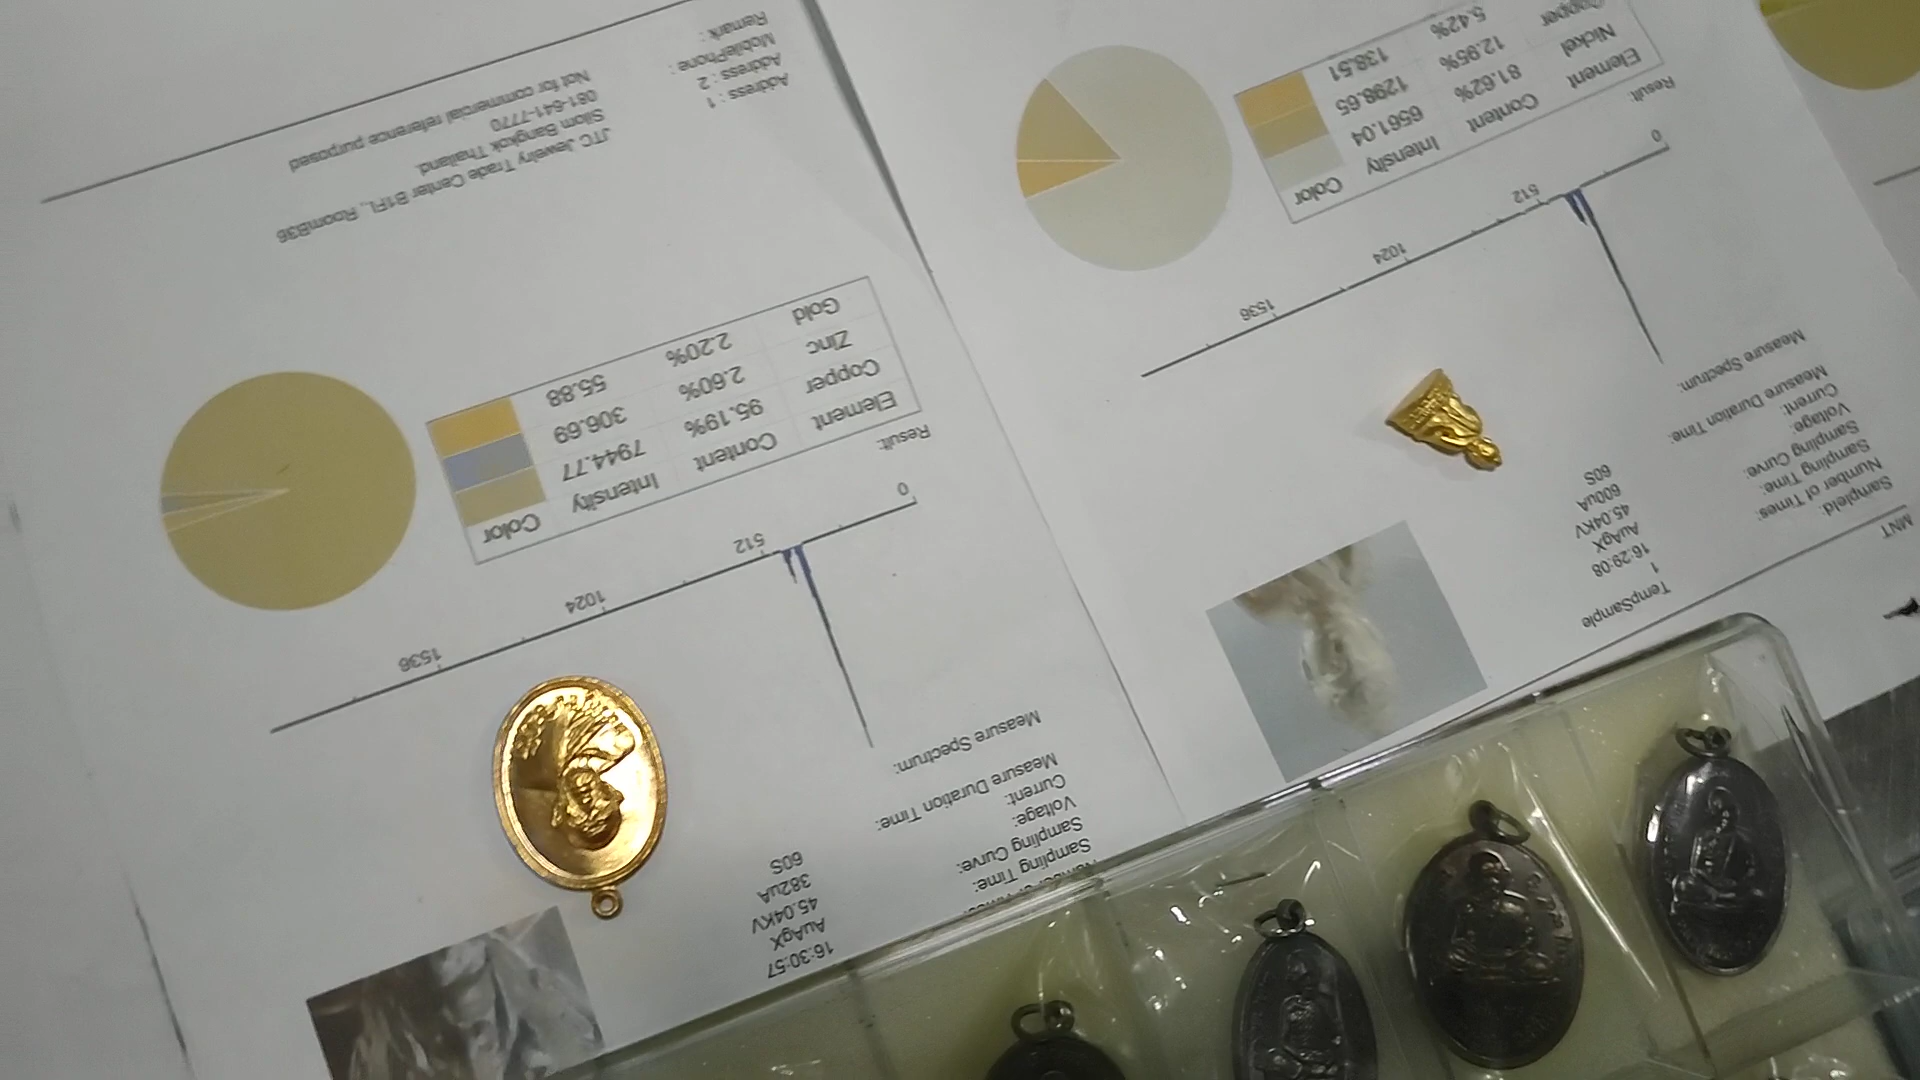 MNT
SampleId: TempSample
Number of Times: 1
Sampling Time: 16:29:08
Sampling Curve: AuAgX
Voltage: 45.04KV
Current: 600uA
Measure Duration Time: 60S
Measure Spectrum:
0 512 1024 1536
Result:
Element Content Intensity Color
Nickel 81.62% 6561.04
Copper 12.95% 1298.65
5.42% 138.51
Sampling Time: 16:30:57
Sampling Curve: AuAgX
Voltage: 45.04KV
Current: 382uA
Measure Duration Time: 60S
Measure Spectrum:
0 512 1024 1536
Result:
Element Content Intensity Color
Copper 95.19% 7944.77
Zinc 2.60% 306.69
Gold 2.20% 55.88
Address : 1 JTC Jewelry Trade Center B1Fl., RoomB36
Address : 2 Silom Bangkok Thailand.
MobilePhone : 081-641-7770
Remark : Not for commercial reference purposed